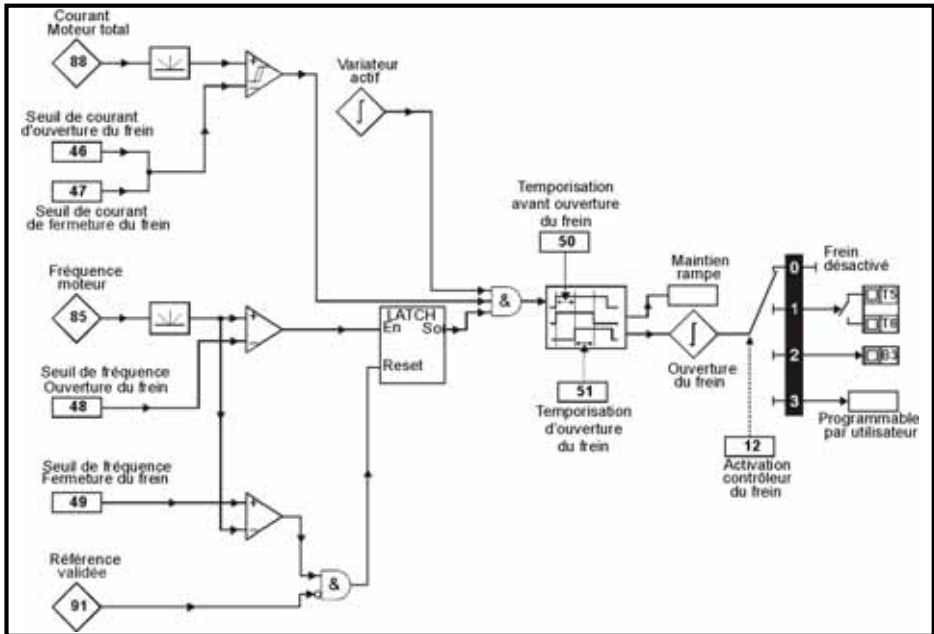 Courant
Moteur total
88
Seuil de courant
d'ouverture du frein
46
47
Seuil de courant
de fermeture du frein
Variateur
actif
Fréquence
moteur
85
Seuil de fréquence
Ouverture du frein
48
Seuil de fréquence
Fermeture du frein
49
Référence
validée
91
&
LATCH
En
So
Reset
&
Temporisation
avant ouverture
du frein
50
51
Temporisation
d'ouverture
du frein
Maintien
rampe
Ouverture
du frein
12
Activation
contrôleur
du frein
0
1
2
3
Frein
désactivé
T5
T6
B3
Programmable
par utilisateur